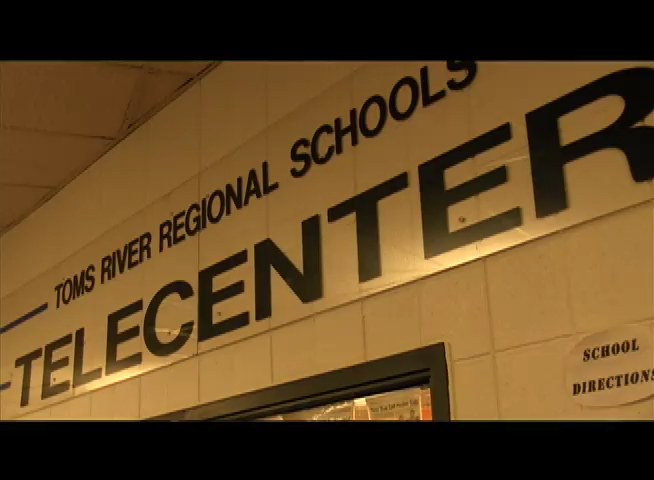 TOMS RIVER REGIONAL SCHOOLS
TELECENTER
SCHOOL
DIRECTIONS